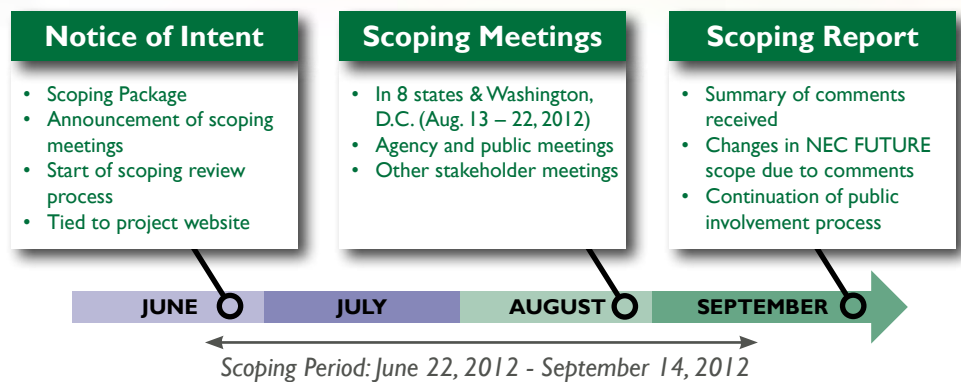 Notice of Intent
• Scoping Package
• Announcement of scoping
meetings
• Start of scoping review
process
• Tied to project website
Scoping Meetings
• In 8 states & Washington,
D.C. (Aug. 13 – 22, 2012)
• Agency and public meetings
• Other stakeholder meetings
Scoping Report
• Summary of comments
received
• Changes in NEC FUTURE
scope due to comments
• Continuation of public
involvement process
JUNE
JULY
AUGUST
SEPTEMBER
Scoping Period: June 22, 2012 - September 14, 2012